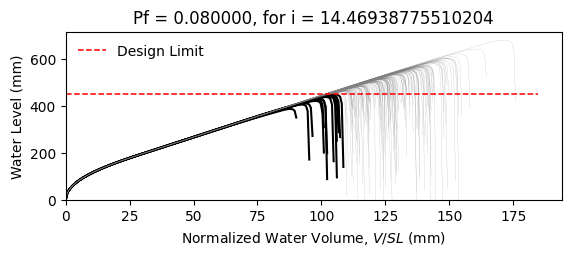 Pf = 0.080000, for i = 14.46938775510204
Design Limit
Water Level (mm)
600
400
200
0
0 25 50 75 100 125 150 175
Normalized Water Volume, V/SL (mm)